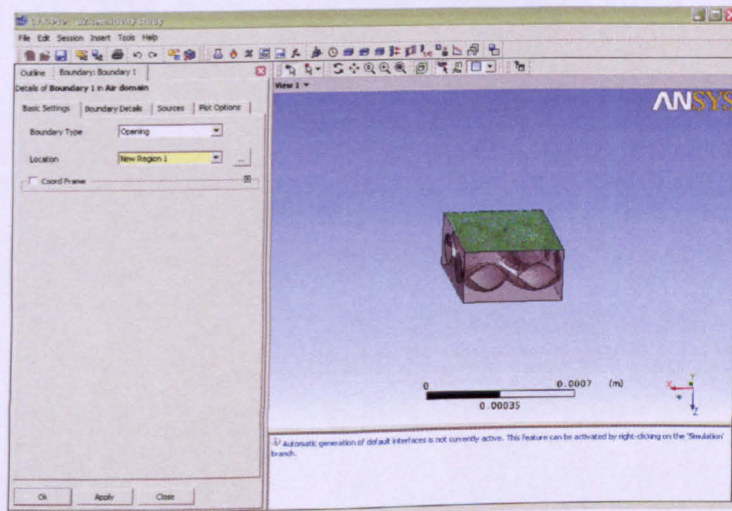 File Edit Session Insert Tools Help
Outline Boundary: Boundary 1
Details of Boundary 1 in Air domain
Basic Settings Boundary Details Sources Plot Options
Boundary Type Opening
Location New Region 1 ...
Coord Frame
Ok Apply Close
View 1
ANSYS
0 0.0007 (m)
0.00035
X Y Z
Automatic generation of default interfaces is not currently active. This feature can be activated by right-clicking on the 'Simulation'
branch.